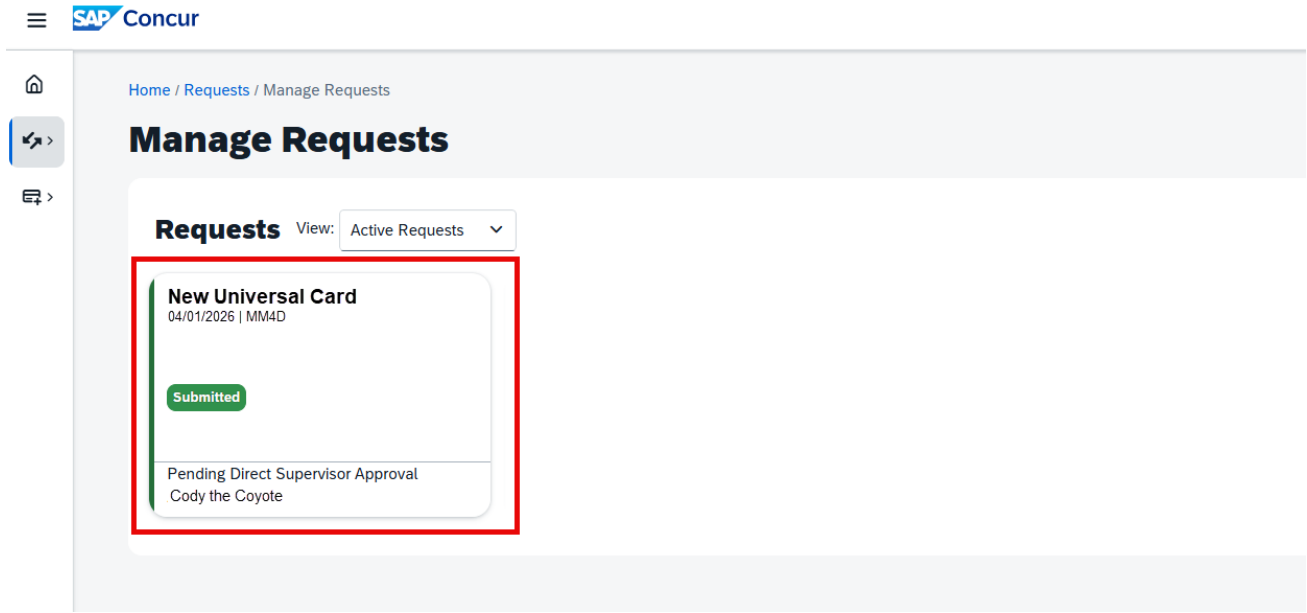 SAP Concur
Home / Requests / Manage Requests
Manage Requests
Requests View: Active Requests
New Universal Card
04/01/2026 | MM4D
Submitted
Pending Direct Supervisor Approval
Cody the Coyote